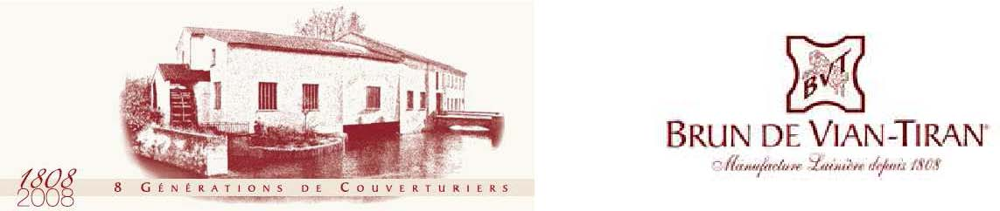 1808
2008
8 GÉNÉRATIONS DE COUVERTURIERS
BVT
BRUN DE VIAN-TIRAN®
Manufacture Lainière depuis 1808